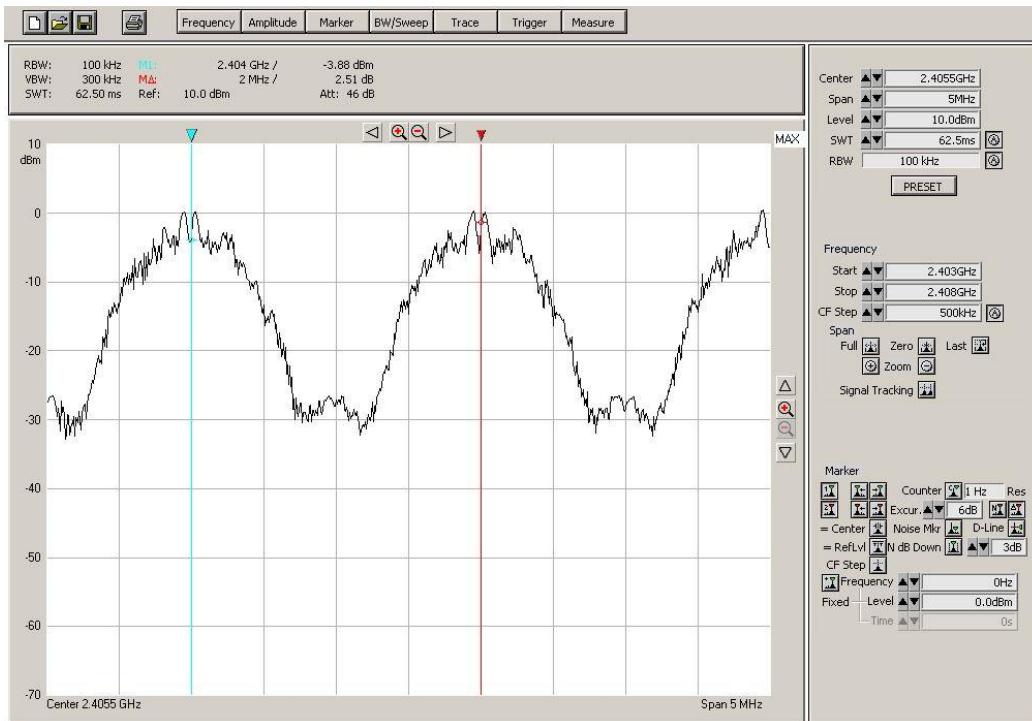 Frequency Amplitude Marker BW/Sweep Trace Trigger Measure
RBW: 100 kHz M1: 2.404 GHz / -3.88 dBm
VBW: 300 kHz MΔ: 2 MHz / 2.51 dB
SWT: 62.50 ms Ref: 10.0 dBm Att: 46 dB
MAX
10
dBm
0
-10
-20
-30
-40
-50
-60
-70
Center 2.4055 GHz Span 5 MHz
Center 2.4055GHz
Span 5MHz
Level 10.0dBm
SWT 62.5ms
RBW 100 kHz
PRESET
Frequency
Start 2.403GHz
Stop 2.408GHz
CF Step 500kHz
Span
Full Zero Last
Zoom
Signal Tracking
Marker
Counter 1 Hz Res
Excur. 6dB
= Center Noise Mkr D-Line
= RefLvl N dB Down 3dB
CF Step
Frequency 0Hz
Fixed Level 0.0dBm
Time 0s